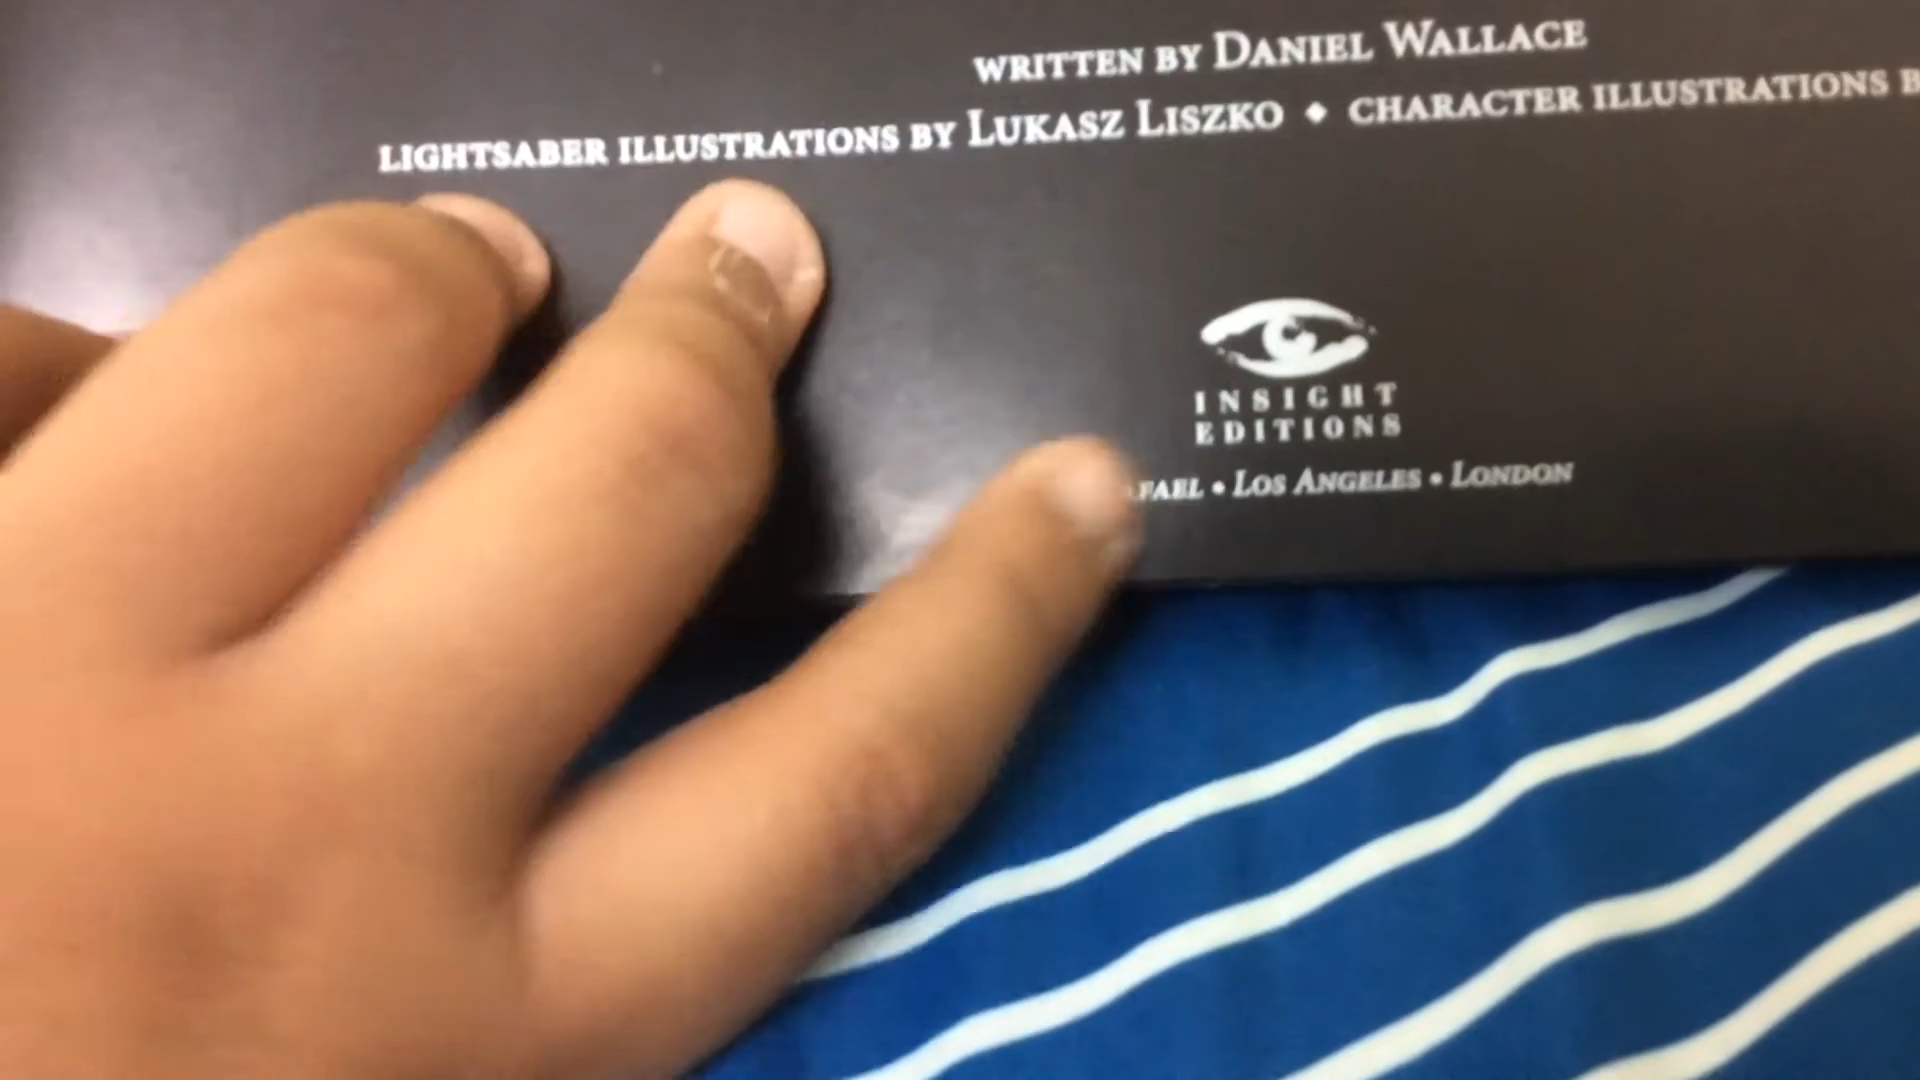 WRITTEN BY DANIEL WALLACE
LIGHTSABER ILLUSTRATIONS BY LUKASZ LISZKO ◆ CHARACTER ILLUSTRATIONS
INSIGHT
EDITIONS
• LOS ANGELES • LONDON